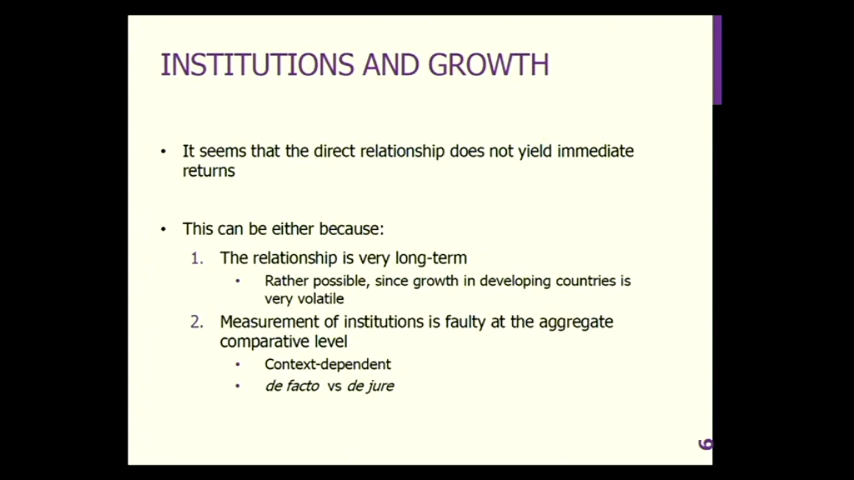 INSTITUTIONS AND GROWTH
• It seems that the direct relationship does not yield immediate
returns
• This can be either because:
1. The relationship is very long-term
• Rather possible, since growth in developing countries is
very volatile
2. Measurement of institutions is faulty at the aggregate
comparative level
• Context-dependent
• de facto vs de jure
9